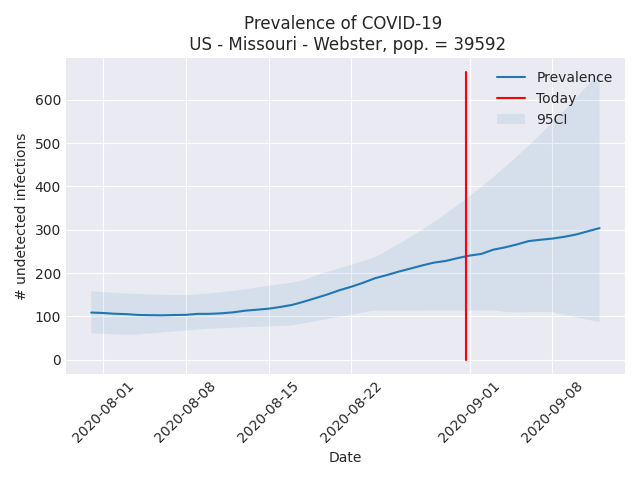 Prevalence of COVID-19
US - Missouri - Webster, pop. = 39592
Prevalence
Today
95CI
# undetected infections
600
500
400
300
200
100
0
2020-08-01
2020-08-08
2020-08-15
2020-08-22
2020-09-01
2020-09-08
Date